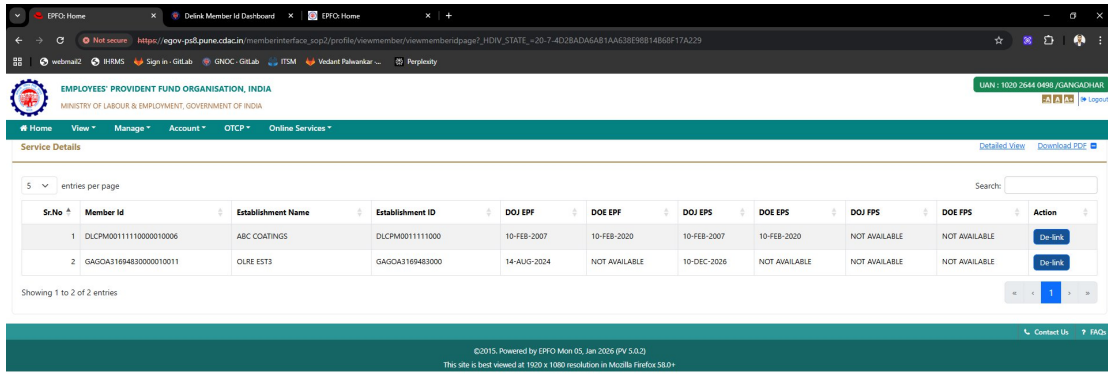 EPFO: Home
Delink Member Id Dashboard
EPFO: Home
Not secure https://egov-ps8.pune.cdac.in/memberinterface_sop2/profile/viewmember/viewmemberidpage?_HDIV_STATE_=20-7-4D2BADA6AB1AA638E98B14B68F17A229
webmail2 IHRMS Sign in · GitLab GNOC · GitLab ITSM Vedant Palwankar -... Perplexity
EMPLOYEES' PROVIDENT FUND ORGANISATION, INDIA
MINISTRY OF LABOUR & EMPLOYMENT, GOVERNMENT OF INDIA
UAN : 1020 2644 0498 /GANGADHAR
-A A A+ Logout
Home View Manage Account OTCP Online Services
Service Details
Detailed View Download PDF
5 entries per page
Search:
Sr.No Member Id Establishment Name Establishment ID DOJ EPF DOE EPF DOJ EPS DOE EPS DOJ FPS DOE FPS Action
1 DLCPM00111110000010006 ABC COATINGS DLCPM0011111000 10-FEB-2007 10-FEB-2020 10-FEB-2007 10-FEB-2020 NOT AVAILABLE NOT AVAILABLE De-link
2 GAGOA31694830000010011 OLRE EST3 GAGOA3169483000 14-AUG-2024 NOT AVAILABLE 10-DEC-2026 NOT AVAILABLE NOT AVAILABLE NOT AVAILABLE De-link
Showing 1 to 2 of 2 entries
« ‹ 1 › »
Contact Us ? FAQs
©2015. Powered by EPFO Mon 05, Jan 2026 (PV 5.0.2)
This site is best viewed at 1920 x 1080 resolution in Mozilla Firefox 58.0+